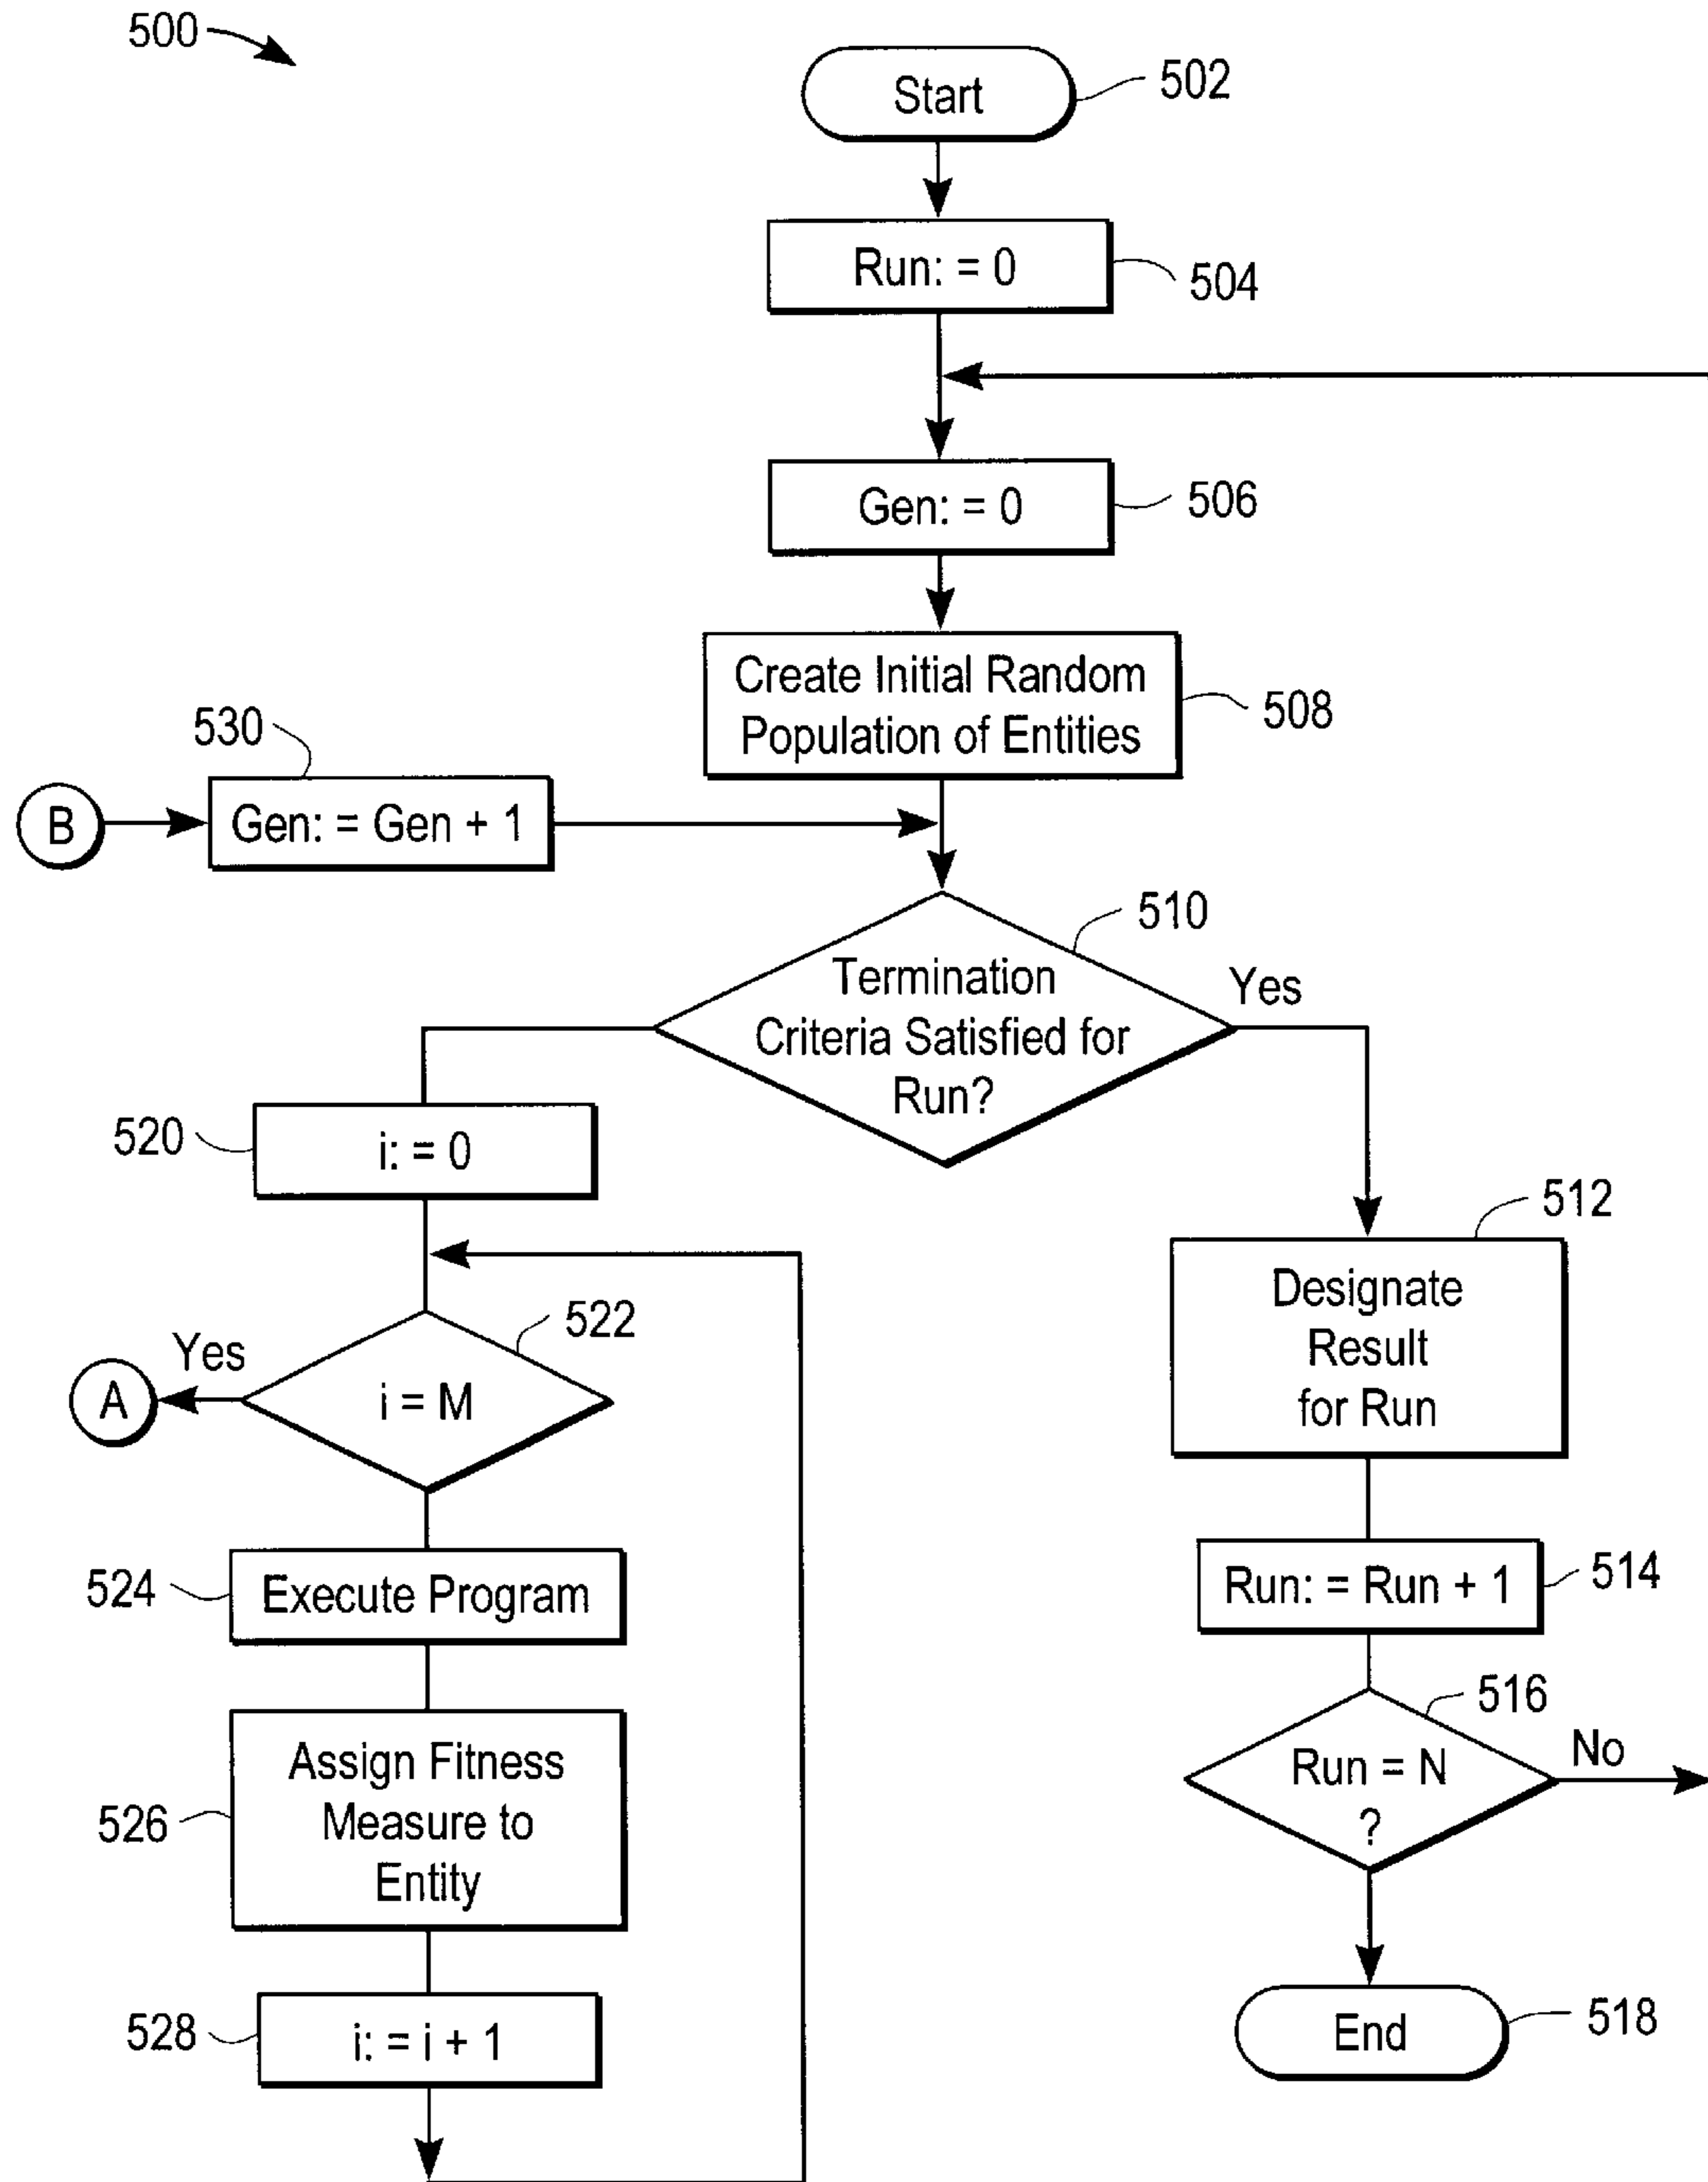 500
Start
502
Run: = 0
504
Gen: = 0
506
Create Initial Random
Population of Entities
508
530
B
Gen: = Gen + 1
510
Termination
Criteria Satisfied for
Run?
Yes
520
i: = 0
512
Designate
Result
for Run
522
Yes
A
i = M
524
Execute Program
Run: = Run + 1
514
516
Run = N
?
No
526
Assign Fitness
Measure to
Entity
528
i: = i + 1
End
518